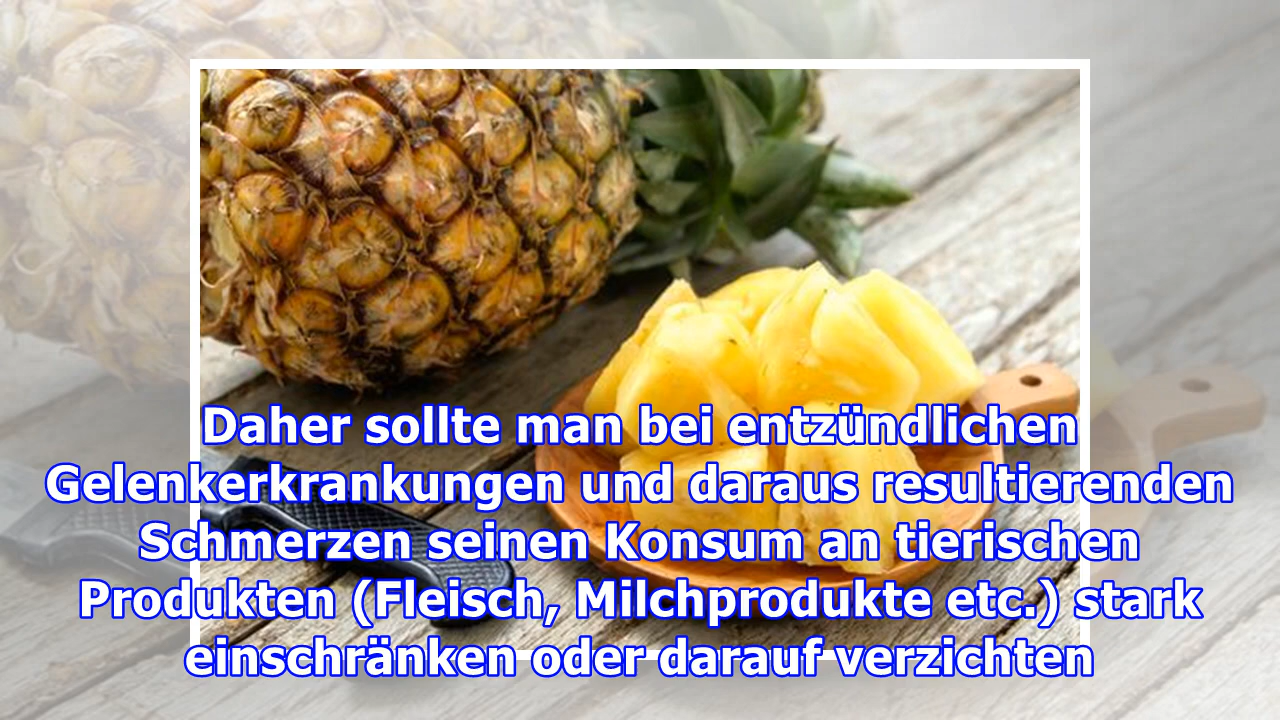 Daher sollte man bei entzündlichen
Gelenkerkrankungen und daraus resultierenden
Schmerzen seinen Konsum an tierischen
Produkten (Fleisch, Milchprodukte etc.) stark
einschränken oder darauf verzichten